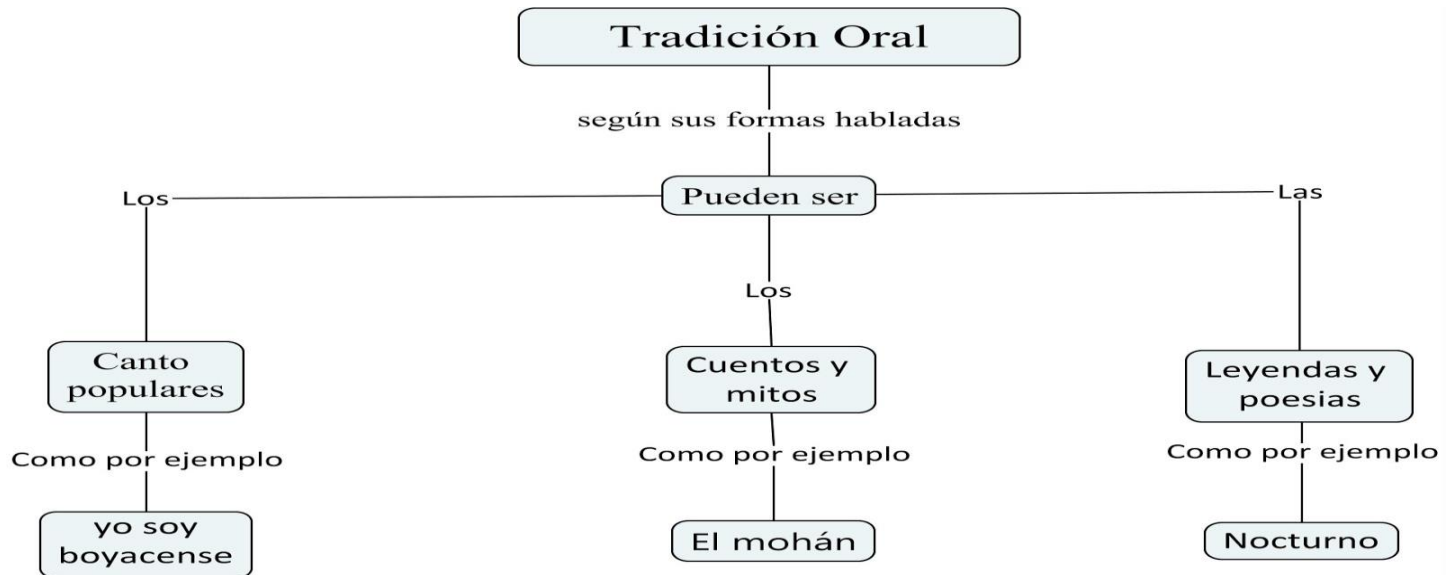 Tradición Oral
según sus formas habladas
Los
Pueden ser
Las
Los
Canto
populares
Cuentos y
mitos
Leyendas y
poesias
Como por ejemplo
Como por ejemplo
Como por ejemplo
yo soy
boyacense
El mohán
Nocturno